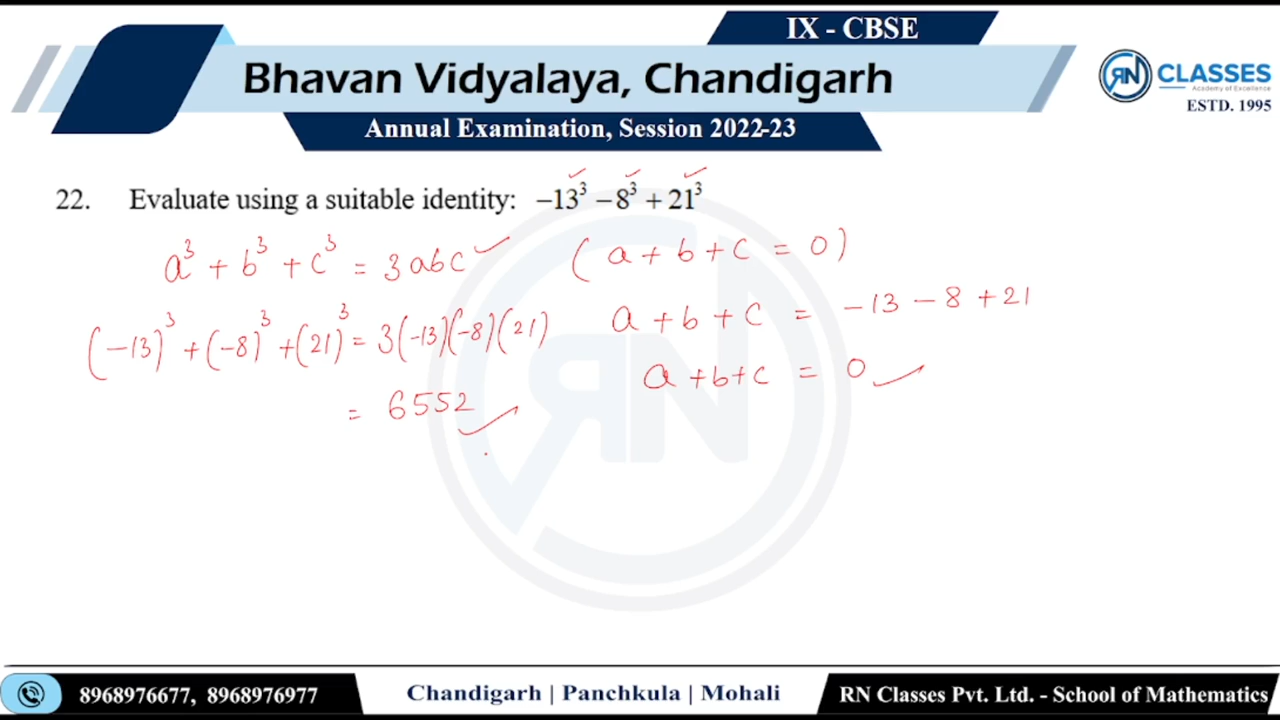 IX - CBSE
Bhavan Vidyalaya, Chandigarh
RN CLASSES
Academy of Excellence
ESTD. 1995
Annual Examination, Session 2022-23
22. Evaluate using a suitable identity: −13³ − 8³ + 21³
a³ + b³ + c³ = 3abc (a + b + c = 0)
a + b + c = -13 - 8 + 21
(-13)³ + (-8)³ + (21)³ = 3(-13)(-8)(21)
a + b + c = 0
= 6552
RN
8968976677, 8968976977
Chandigarh | Panchkula | Mohali
RN Classes Pvt. Ltd. - School of Mathematics